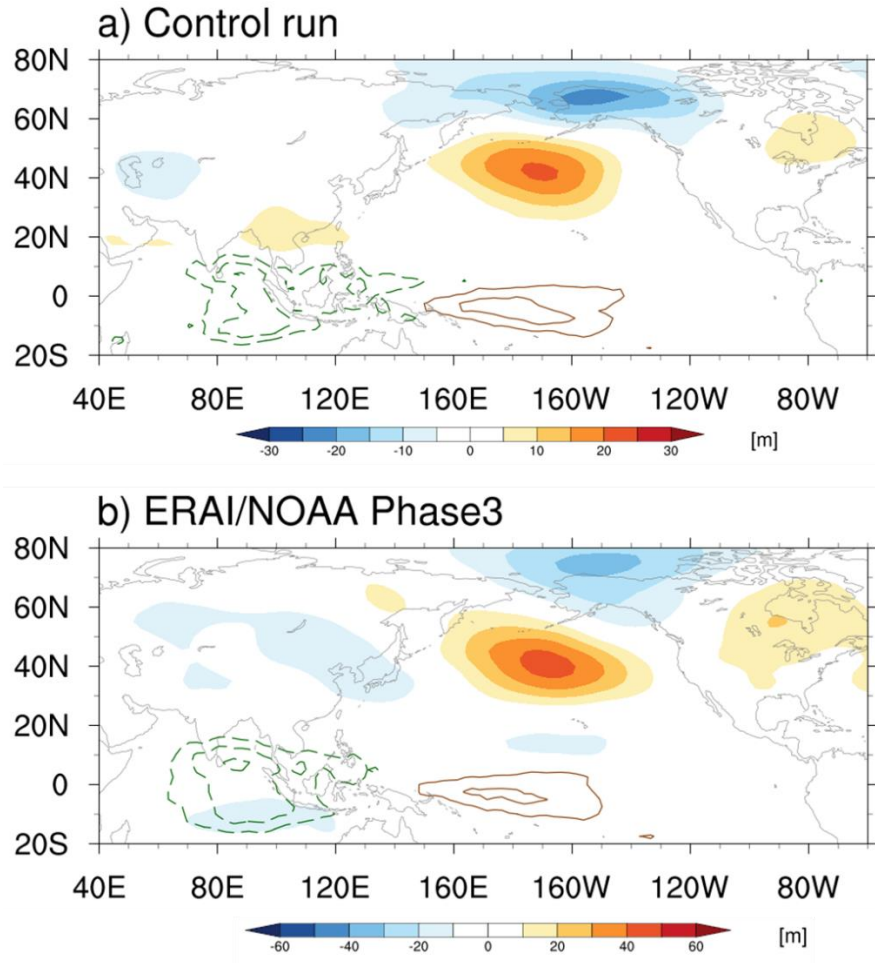 a) Control run
80N
60N
40N
20N
0
20S
40E 80E 120E 160E 160W 120W 80W
-30 -20 -10 0 10 20 30 [m]
b) ERAI/NOAA Phase3
80N
60N
40N
20N
0
20S
40E 80E 120E 160E 160W 120W 80W
-60 -40 -20 0 20 40 60 [m]